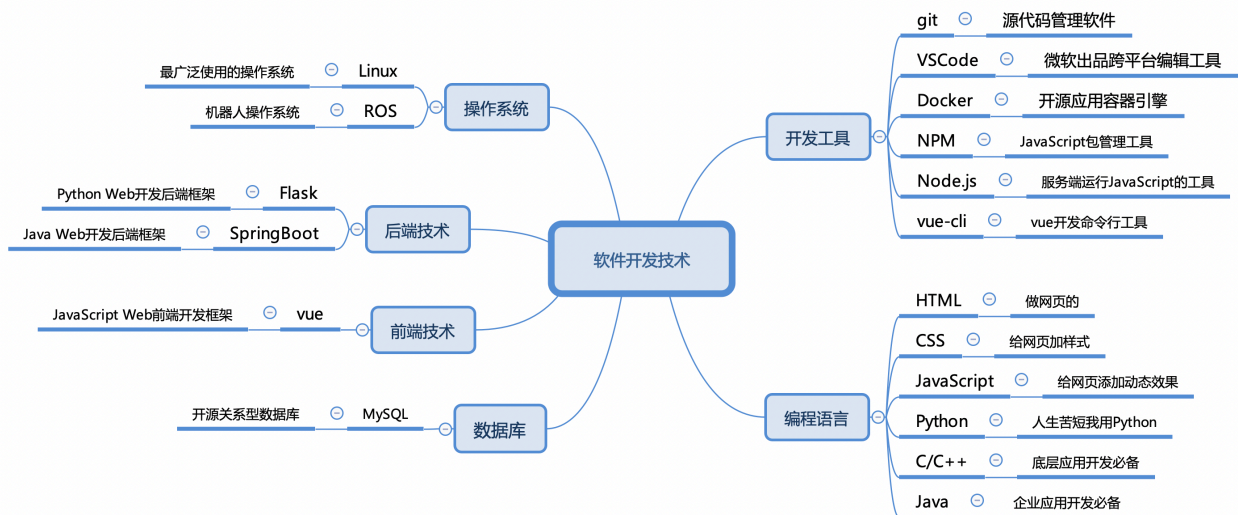 软件开发技术
操作系统
Linux
最广泛使用的操作系统
ROS
机器人操作系统
后端技术
Flask
Python Web开发后端框架
SpringBoot
Java Web开发后端框架
前端技术
vue
JavaScript Web前端开发框架
数据库
MySQL
开源关系型数据库
开发工具
git
源代码管理软件
VSCode
微软出品跨平台编辑工具
Docker
开源应用容器引擎
NPM
JavaScript包管理工具
Node.js
服务端运行JavaScript的工具
vue-cli
vue开发命令行工具
编程语言
HTML
做网页的
CSS
给网页加样式
JavaScript
给网页添加动态效果
Python
人生苦短我用Python
C/C++
底层应用开发必备
Java
企业应用开发必备